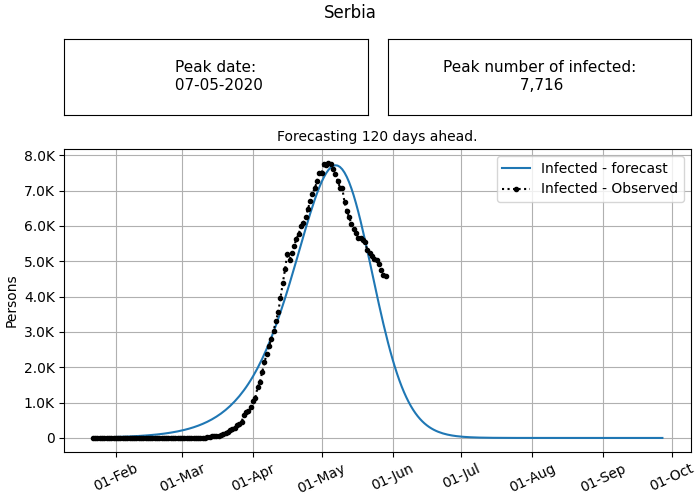 Serbia
Peak date:
07-05-2020
Peak number of infected:
7,716
Forecasting 120 days ahead.
Infected - forecast
Infected - Observed
Persons
8.0K
7.0K
6.0K
5.0K
4.0K
3.0K
2.0K
1.0K
0
01-Feb
01-Mar
01-Apr
01-May
01-Jun
01-Jul
01-Aug
01-Sep
01-Oct